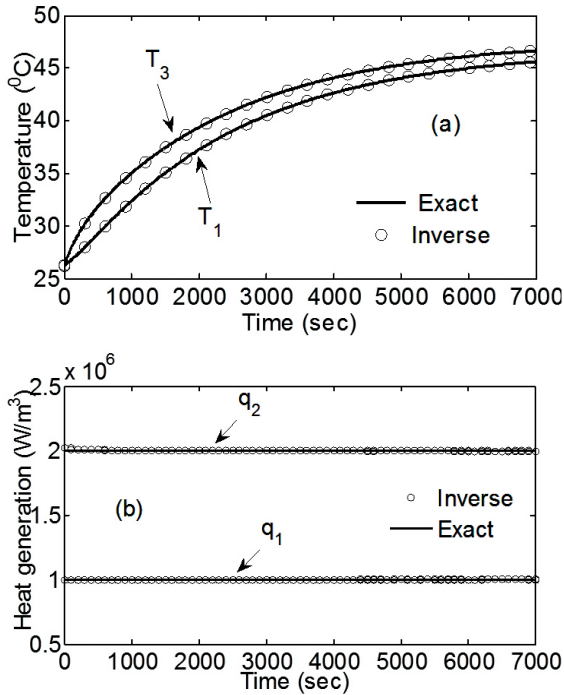 50
45
40
35
30
25
Temperature (⁰C)
T₃
(a)
T₁
Exact
Inverse
0 1000 2000 3000 4000 5000 6000 7000
Time (sec)
x 10⁶
2.5
2
1.5
1
0.5
Heat generation (W/m³)
q₂
(b)
Inverse
Exact
q₁
0 1000 2000 3000 4000 5000 6000 7000
Time (sec)